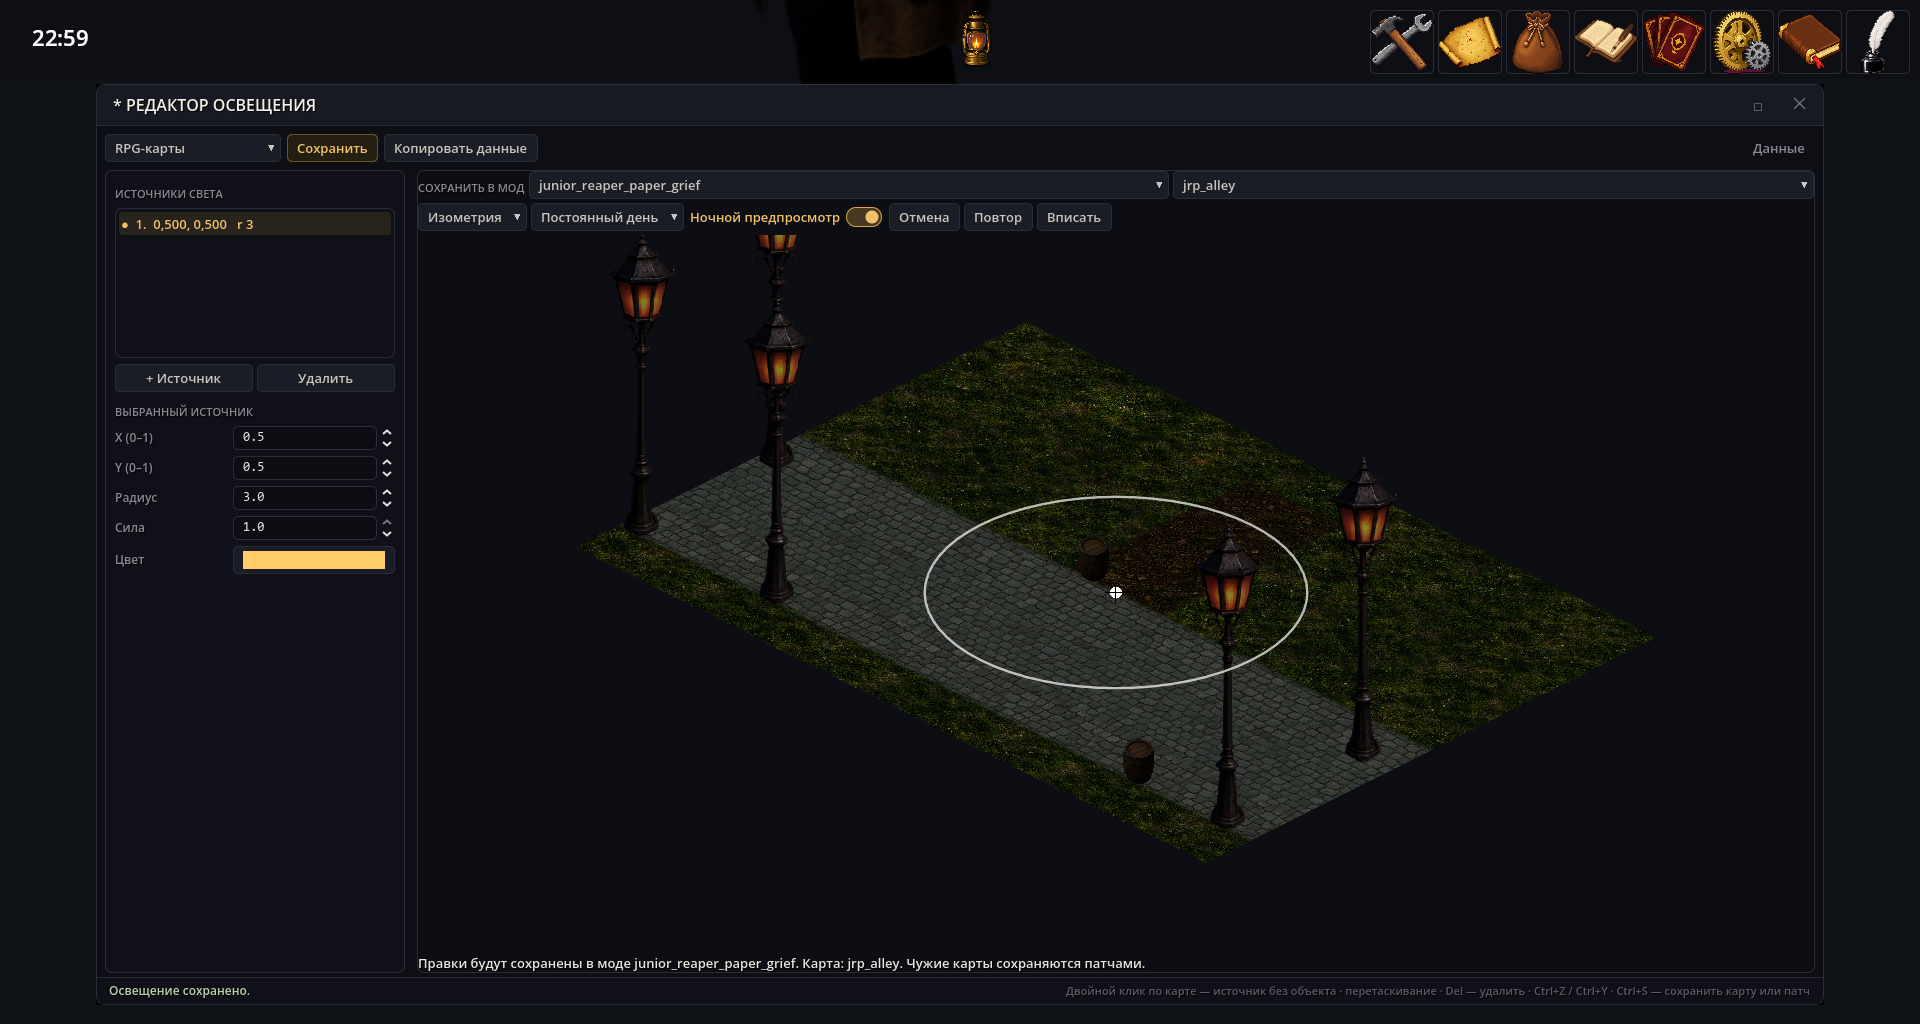 22:59
* РЕДАКТОР ОСВЕЩЕНИЯ
RPG-карты
Сохранить
Копировать данные
Данные
ИСТОЧНИКИ СВЕТА
● 1. 0,500, 0,500 r 3
+ Источник
Удалить
ВЫБРАННЫЙ ИСТОЧНИК
X (0–1)
0.5
Y (0–1)
0.5
Радиус
3.0
Сила
1.0
Цвет
СОХРАНИТЬ В МОД
junior_reaper_paper_grief
jrp_alley
Изометрия
Постоянный день
Ночной предпросмотр
Отмена
Повтор
Вписать
Правки будут сохранены в моде junior_reaper_paper_grief. Карта: jrp_alley. Чужие карты сохраняются патчами.
Освещение сохранено.
Двойной клик по карте — источник без объекта · перетаскивание · Del — удалить · Ctrl+Z / Ctrl+Y · Ctrl+S — сохранить карту или патч